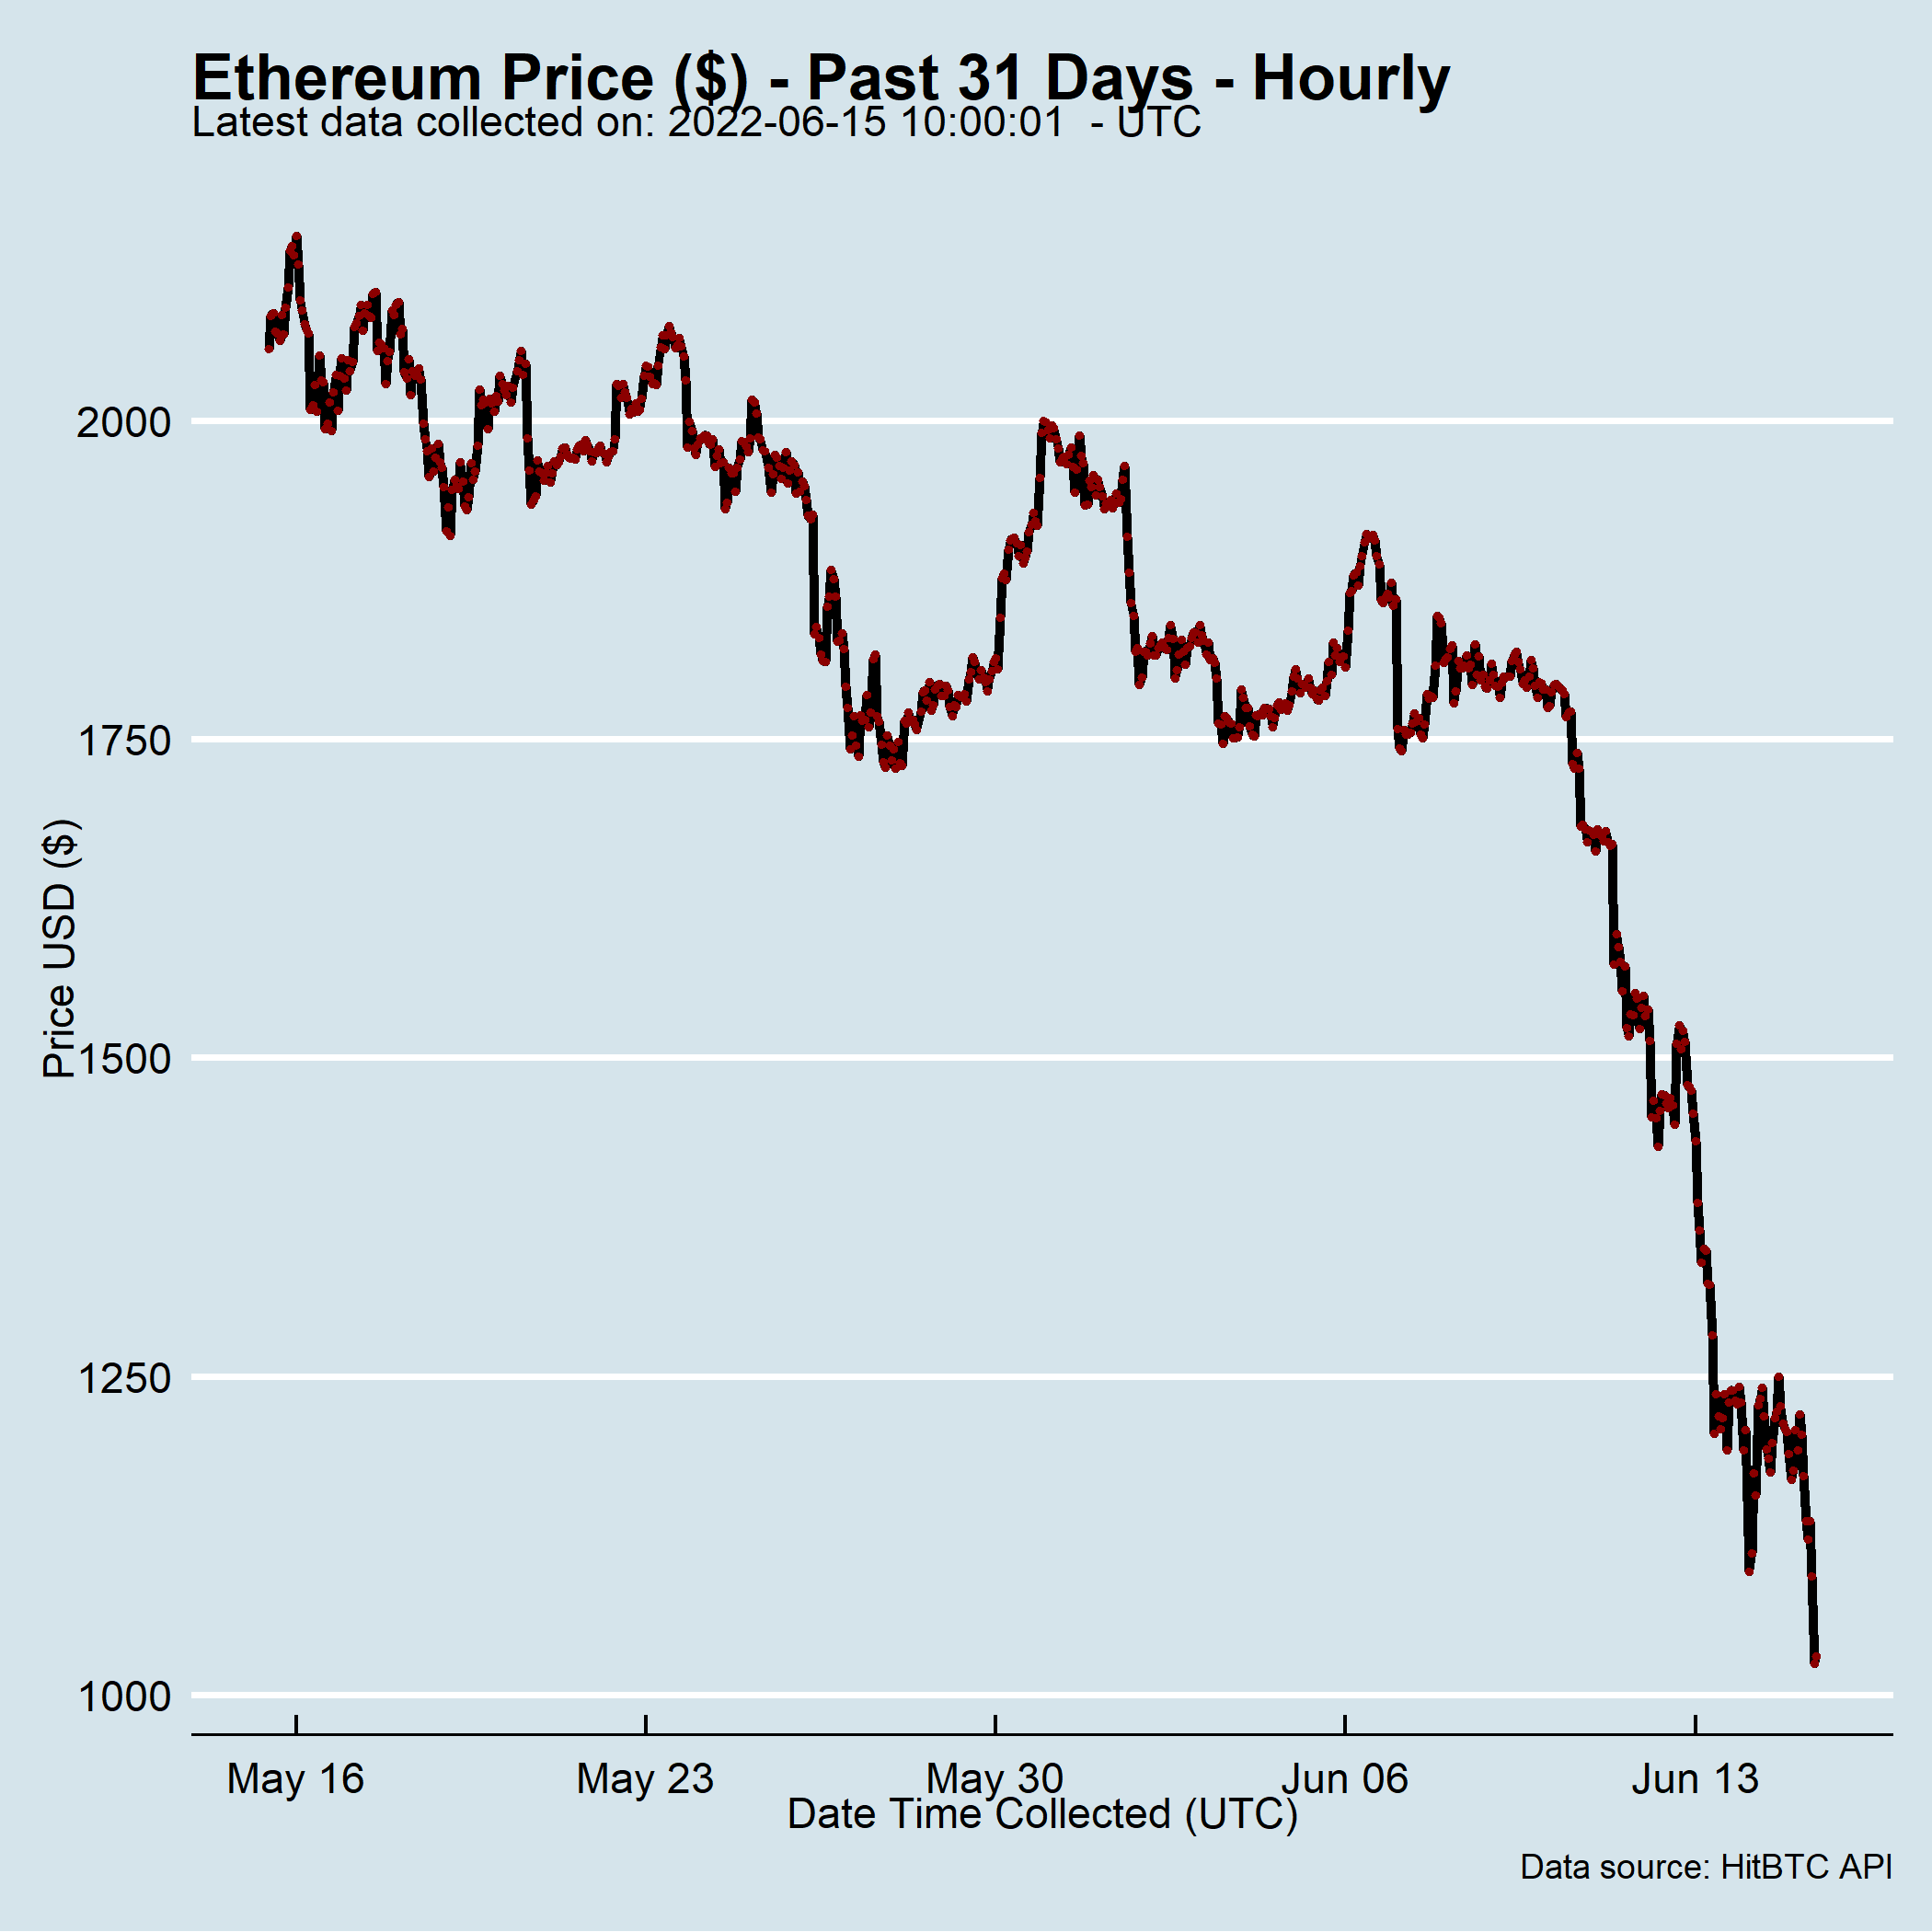 Ethereum Price ($) - Past 31 Days - Hourly
Latest data collected on: 2022-06-15 10:00:01  - UTC
Price USD ($)
2000
1750
1500
1250
1000
May 16
May 23
May 30
Jun 06
Jun 13
Date Time Collected (UTC)
Data source: HitBTC API